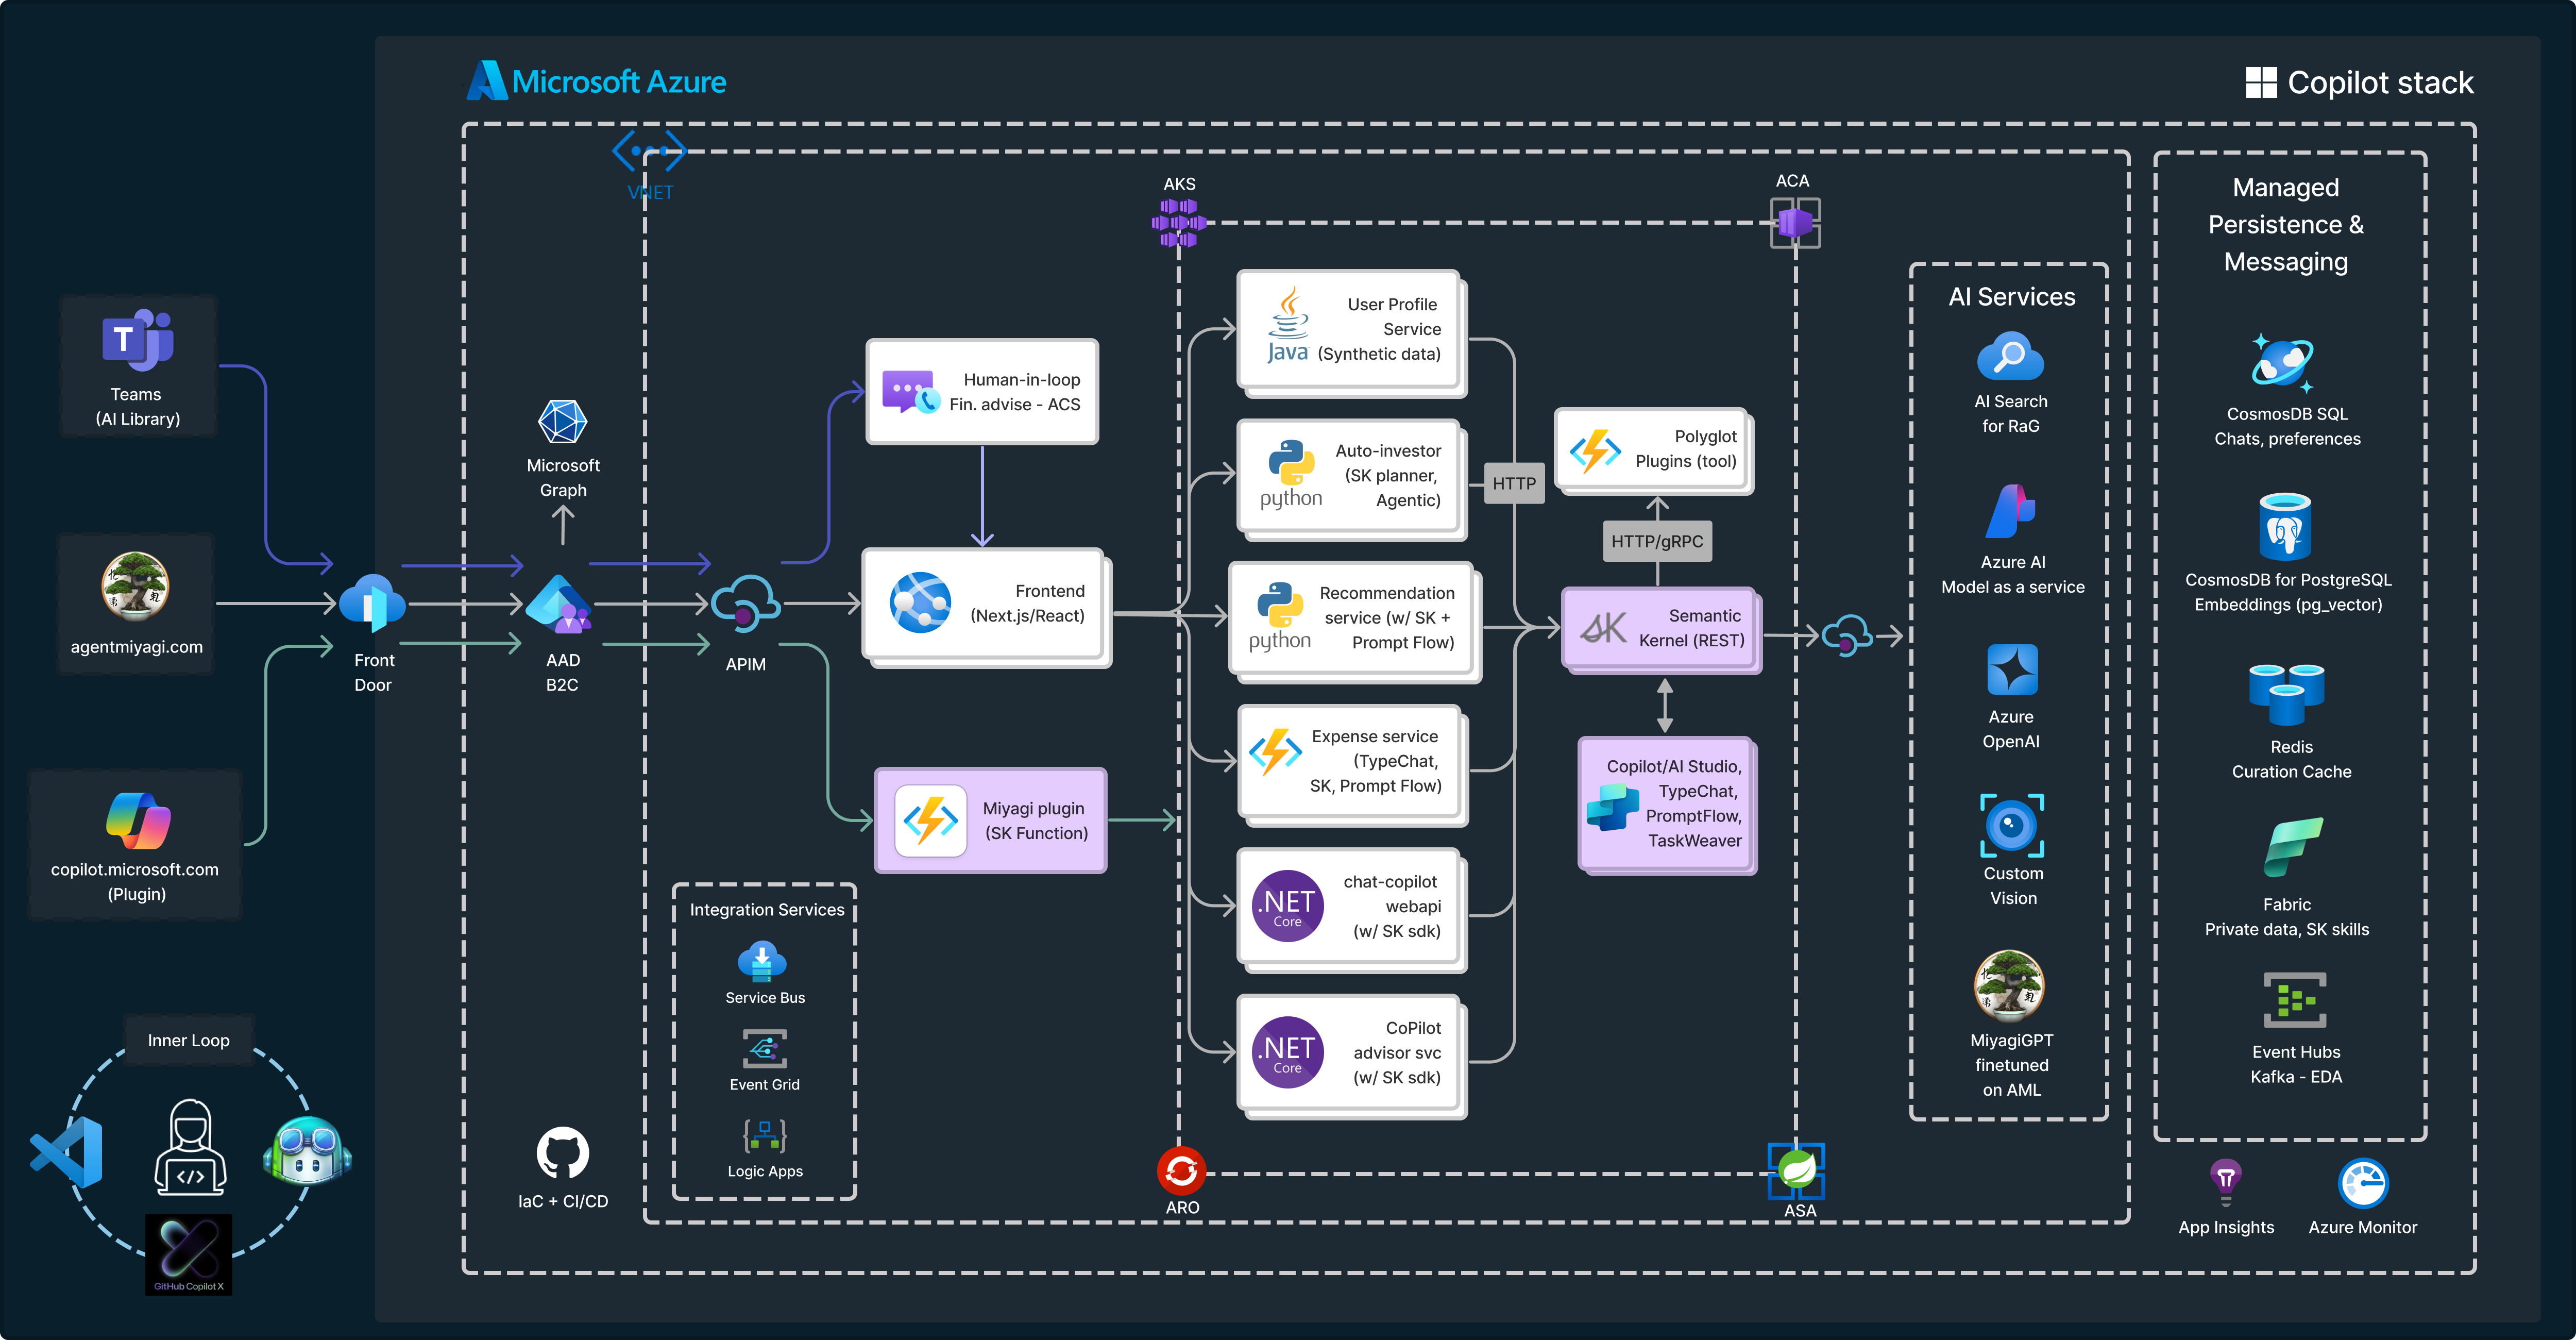 Microsoft Azure
Copilot stack
VNET
AKS
ACA
Managed
Persistence &
Messaging
T
Teams
(AI Library)
agentmiyagi.com
copilot.microsoft.com
(Plugin)
Front
Door
Microsoft
Graph
AAD
B2C
APIM
Human-in-loop
Fin. advise - ACS
Frontend
(Next.js/React)
Miyagi plugin
(SK Function)
Integration Services
Service Bus
Event Grid
Logic Apps
IaC + CI/CD
Java
User Profile
Service
(Synthetic data)
python
Auto-investor
(SK planner,
Agentic)
python
Recommendation
service (w/ SK +
Prompt Flow)
Expense service
(TypeChat,
SK, Prompt Flow)
.NET
Core
chat-copilot
webapi
(w/ SK sdk)
.NET
Core
CoPilot
advisor svc
(w/ SK sdk)
HTTP
Polyglot
Plugins (tool)
HTTP/gRPC
SK
Semantic
Kernel (REST)
Copilot/AI Studio,
TypeChat,
PromptFlow,
TaskWeaver
ARO
ASA
AI Services
AI Search
for RaG
Azure AI
Model as a service
Azure
OpenAI
Custom
Vision
MiyagiGPT
finetuned
on AML
CosmosDB SQL
Chats, preferences
CosmosDB for PostgreSQL
Embeddings (pg_vector)
Redis
Curation Cache
Fabric
Private data, SK skills
Event Hubs
Kafka - EDA
App Insights
Azure Monitor
Inner Loop
</>
GitHub Copilot X